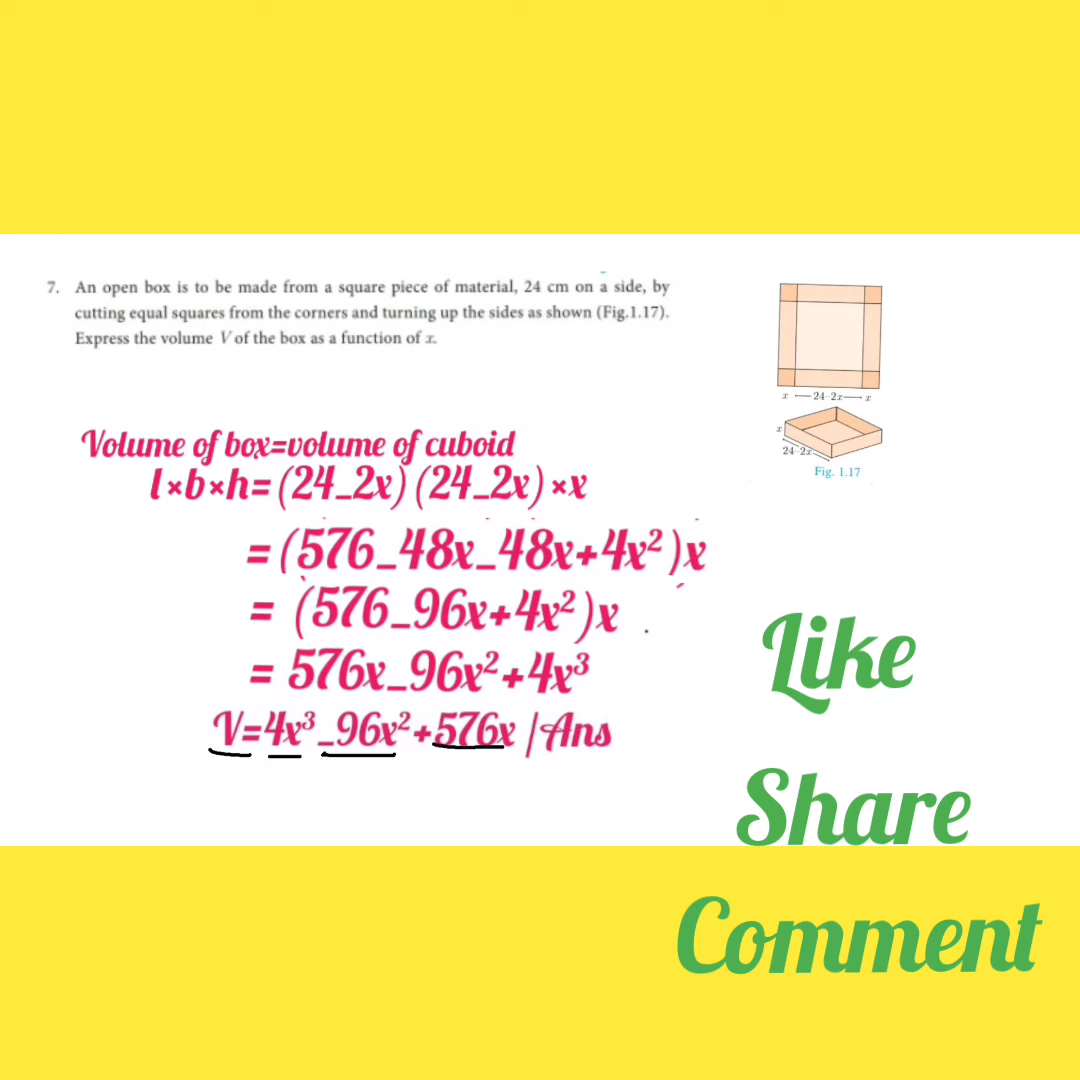 7. An open box is to be made from a square piece of material, 24 cm on a side, by
cutting equal squares from the corners and turning up the sides as shown (Fig.1.17).
Express the volume V of the box as a function of x.
x 24-2x x
x
24-2x
Fig. 1.17
Volume of box=volume of cuboid
l×b×h=(24_2x)(24_2x)×x
=(576_48x_48x+4x²)x
= (576_96x+4x²)x
= 576x_96x²+4x³
V=4x³_96x²+576x /Ans
Like
Share
Comment